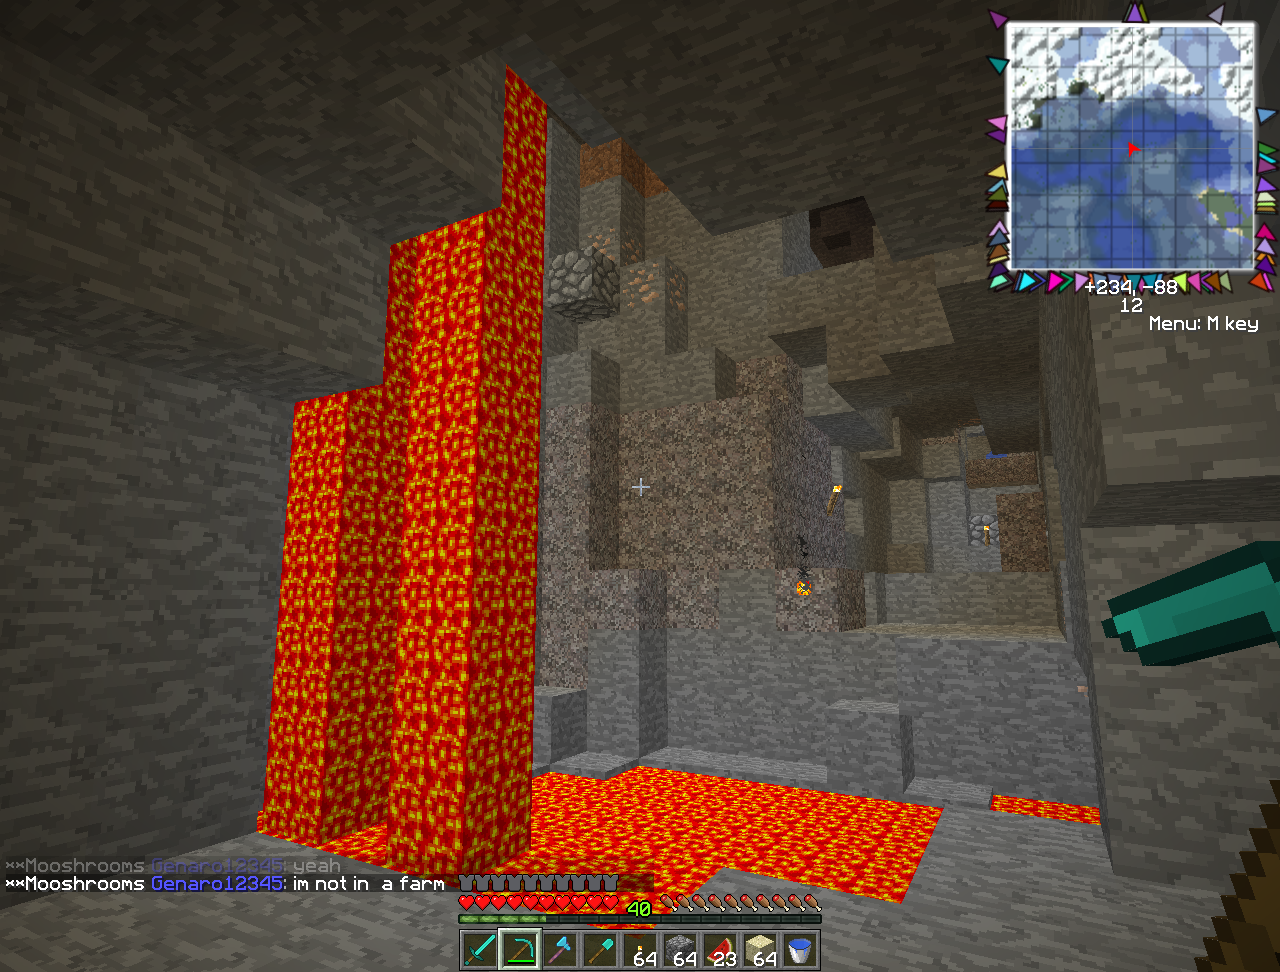 +234, -88
12
Menu: M key
**Mooshrooms Genaro12345: yeah
**Mooshrooms Genaro12345: im not in a farm
40
64 64 23 64